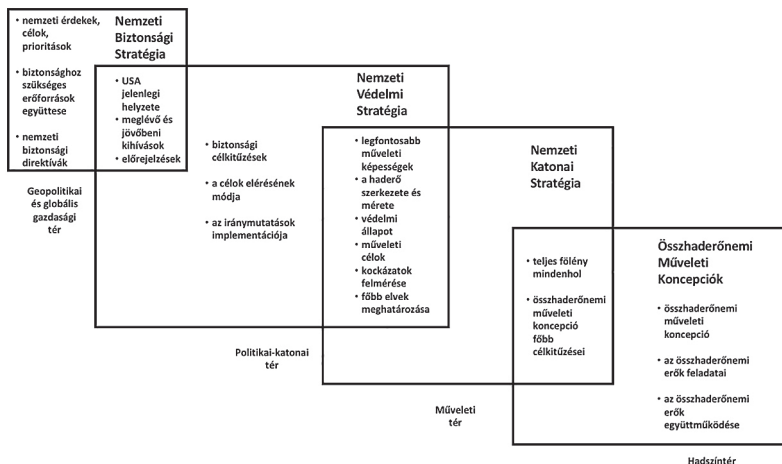 • nemzeti érdekek,
célok,
prioritások
• biztonsághoz
szükséges
erőforrások
együttese
• nemzeti
biztonsági
direktívák
Nemzeti
Biztonsági
Stratégia
• USA
jelenlegi
helyzete
• meglévő és
jövőbeni
kihívások
• előrejelzések
Geopolitikai
és globális
gazdasági
tér
• biztonsági
célkitűzések
• a célok elérésének
módja
• az iránymutatások
implementációja
Nemzeti
Védelmi
Stratégia
• legfontosabb
műveleti
képességek
• a haderő
szerkezete és
mérete
• védelmi
állapot
• műveleti
célok
• kockázatok
felmérése
• főbb elvek
meghatározása
Politikai-katonai
tér
Nemzeti
Katonai
Stratégia
• teljes fölény
mindenhol
• összhaderőnemi
műveleti
koncepció
főbb
célkitűzései
Műveleti
tér
Összhaderőnemi
Műveleti
Koncepciók
• összhaderőnemi
műveleti
koncepció
• az összhaderőnemi
erők feladatai
• az összhaderőnemi
erők
együttműködése
Hadszíntér